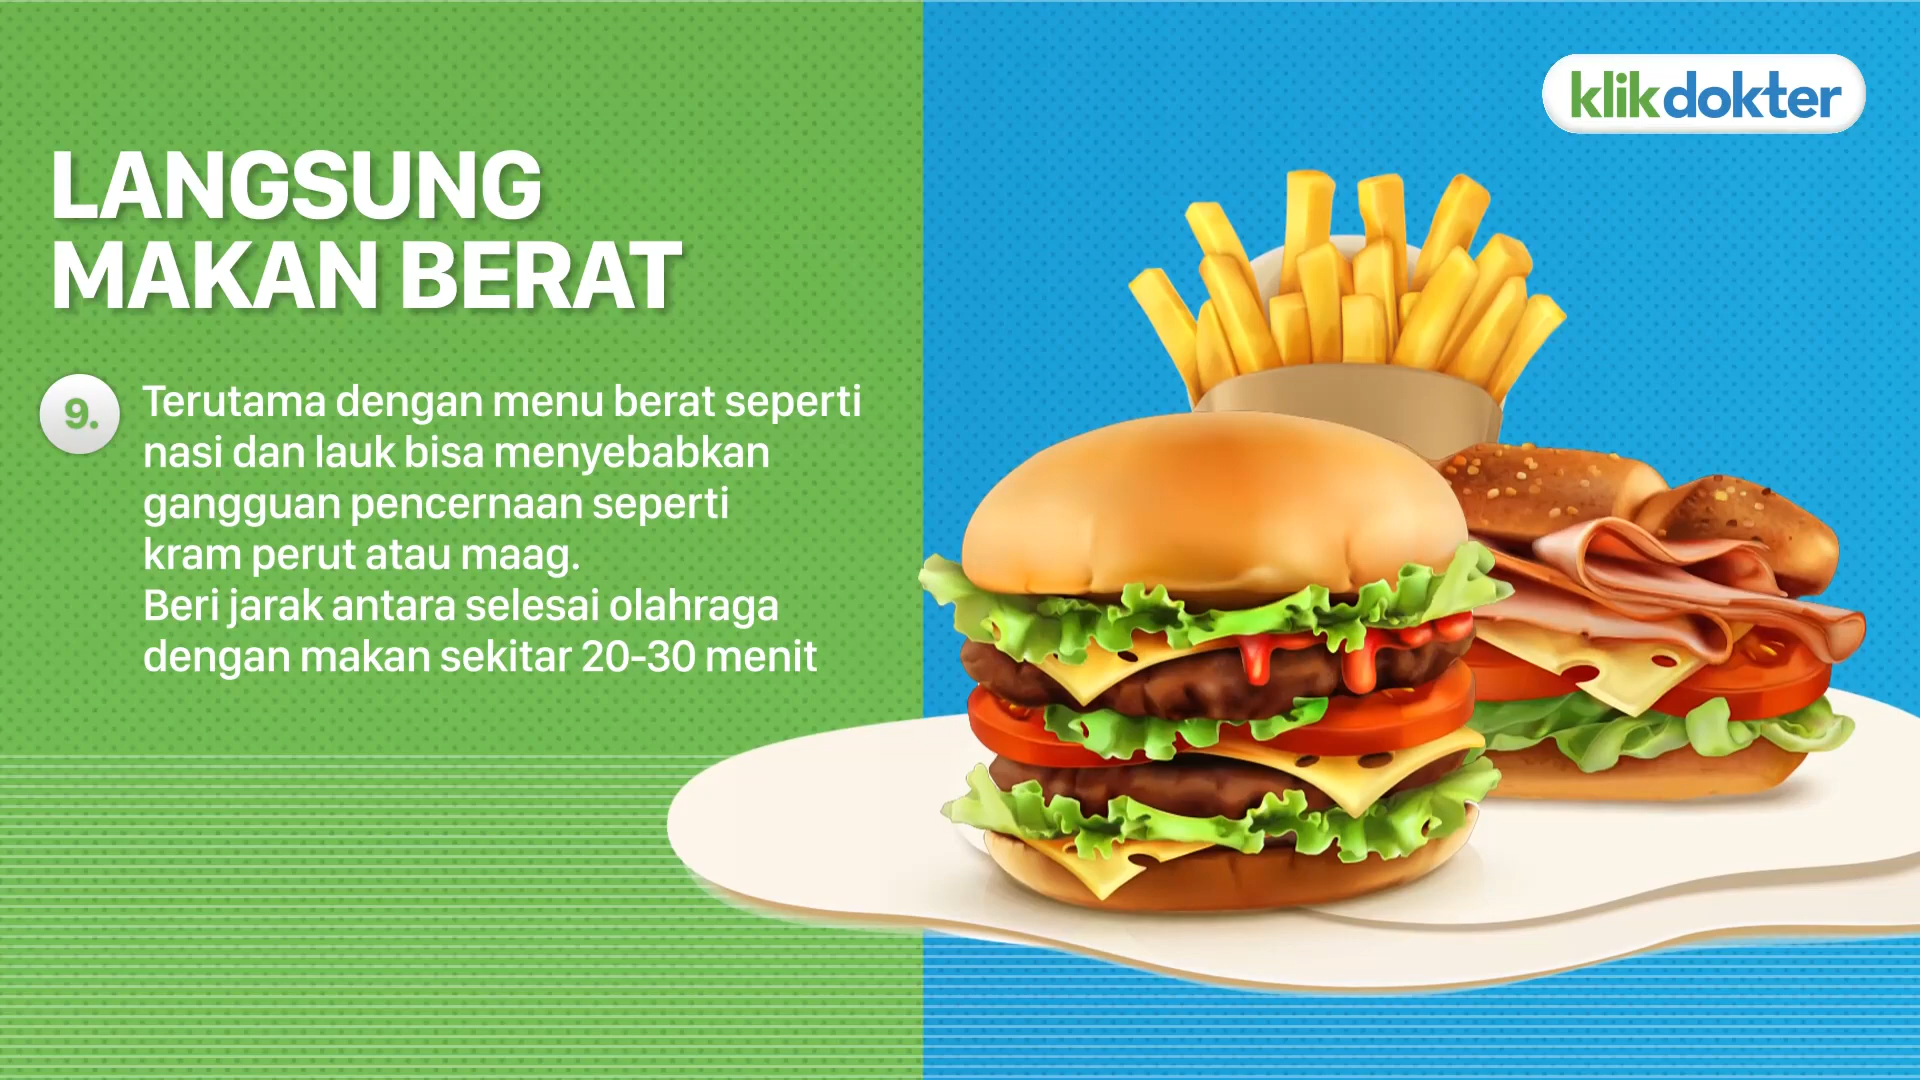 klikdokter
LANGSUNG
MAKAN BERAT
9.
Terutama dengan menu berat seperti
nasi dan lauk bisa menyebabkan
gangguan pencernaan seperti
kram perut atau maag.
Beri jarak antara selesai olahraga
dengan makan sekitar 20-30 menit